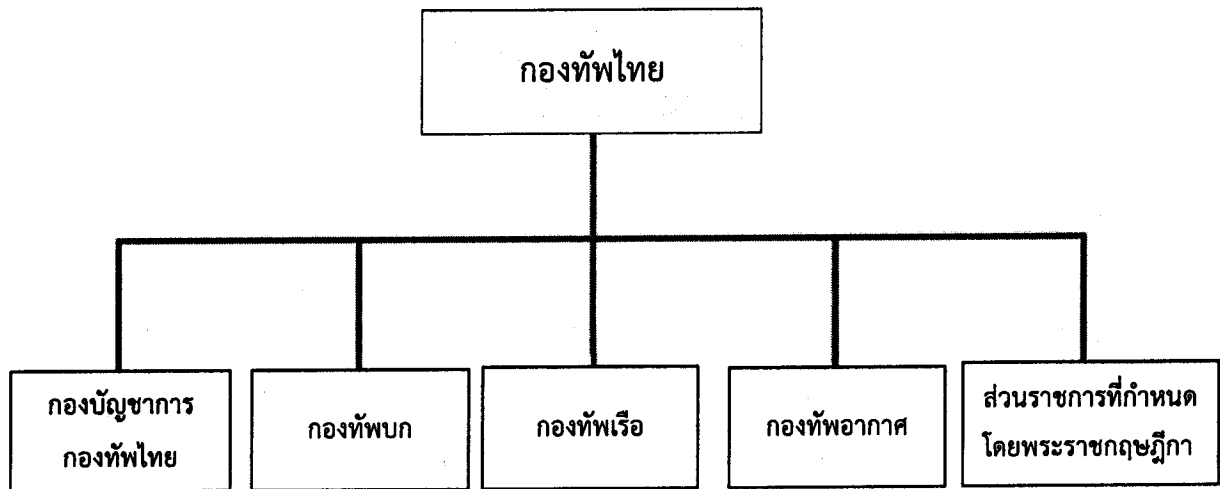 กองทัพไทย
กองบัญชาการ
กองทัพไทย
กองทัพบก
กองทัพเรือ
กองทัพอากาศ
ส่วนราชการที่กำหนด
โดยพระราชกฤษฎีกา